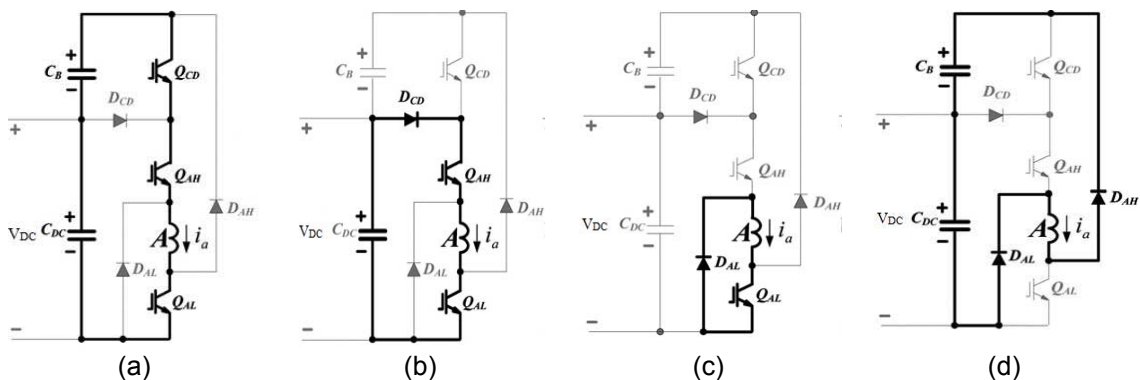 +
C_B
−
Q_CD
D_CD
+
Q_AH
V_DC
+
C_DC
−
A
i_a
D_AH
D_AL
Q_AL
−
(a)
+
C_B
−
Q_CD
D_CD
+
Q_AH
V_DC
+
C_DC
−
A
i_a
D_AH
D_AL
Q_AL
−
(b)
+
C_B
−
Q_CD
D_CD
+
Q_AH
V_DC
+
C_DC
−
A
i_a
D_AH
D_AL
Q_AL
−
(c)
+
C_B
−
Q_CD
D_CD
+
Q_AH
V_DC
+
C_DC
−
A
i_a
D_AH
D_AL
Q_AL
−
(d)